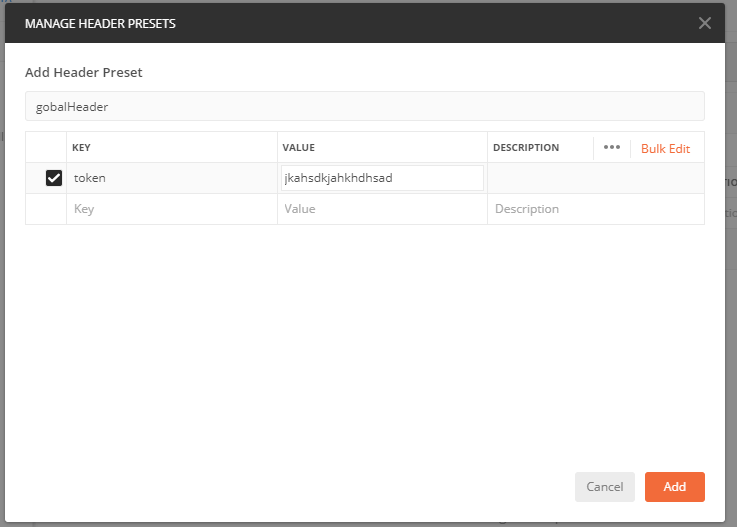 MANAGE HEADER PRESETS
Add Header Preset
gobalHeader
KEY VALUE DESCRIPTION ••• Bulk Edit
token jkahsdkjahkhdhsad
Key Value Description
Cancel Add